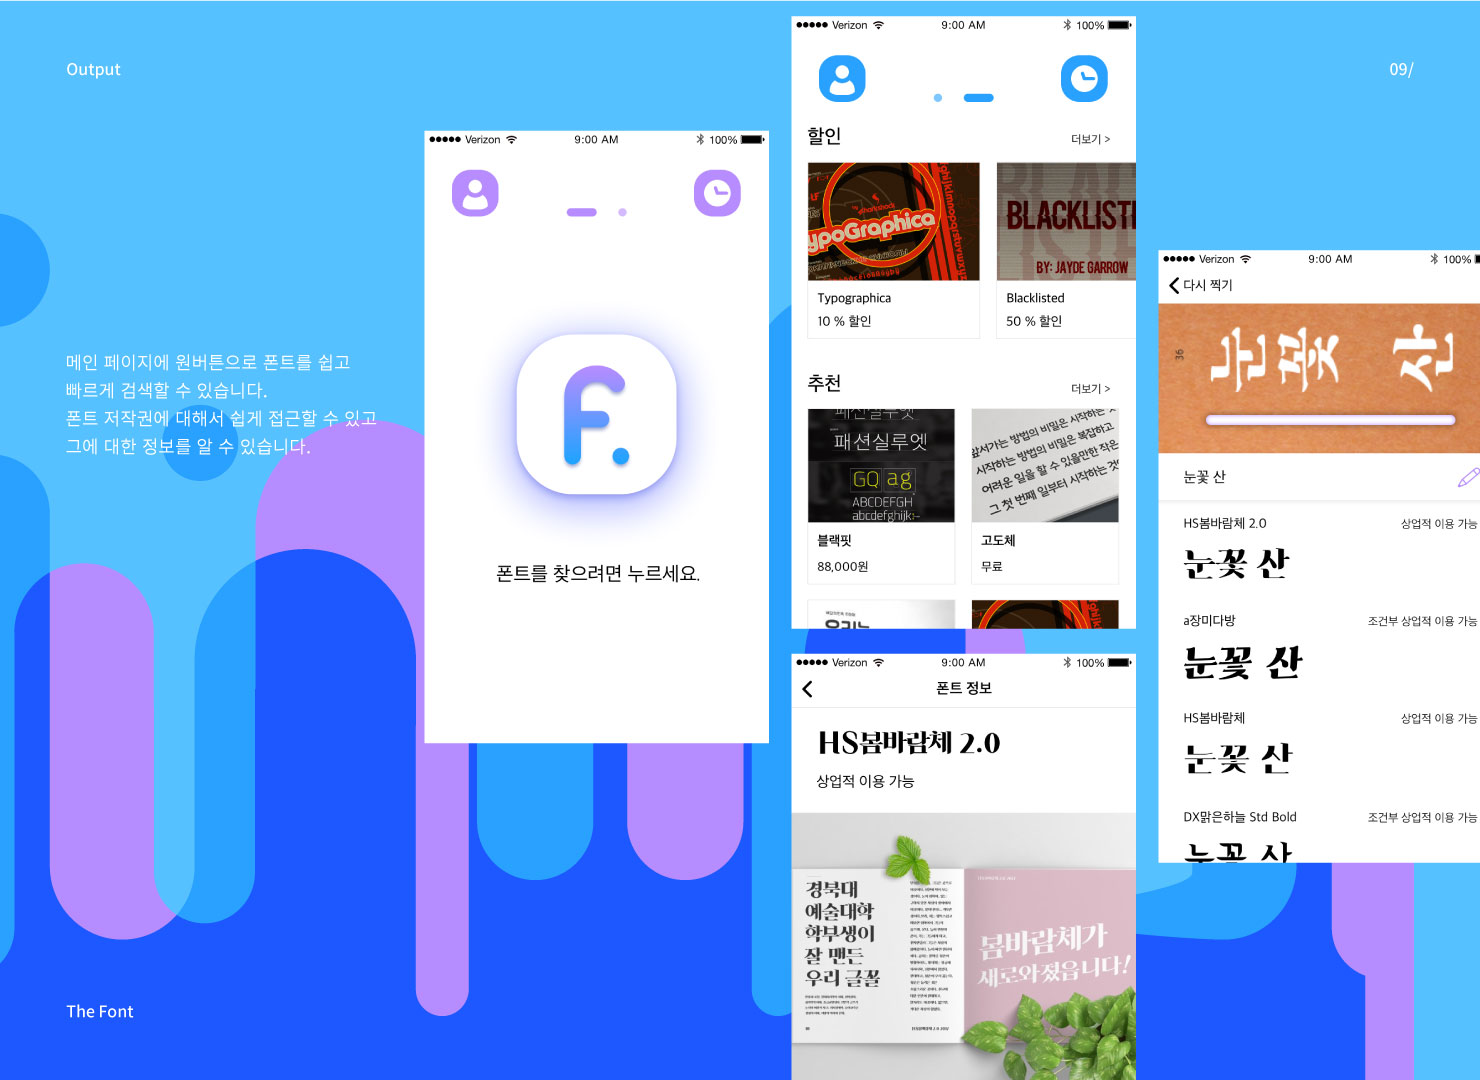 Output
09/
메인 페이지에 원버튼으로 폰트를 쉽고
빠르게 검색할 수 있습니다.
폰트 저작권에 대해서 쉽게 접근할 수 있고
그에 대한 정보를 알 수 있습니다.
The Font
Verizon 9:00 AM 100%
F.
폰트를 찾으려면 누르세요.
Verizon 9:00 AM 100%
할인 더보기 >
TypoGraphica
BLACKLIST
BY: JAYDE GARROW
Typographica
10 % 할인
Blacklisted
50 % 할인
추천 더보기 >
패션실루엣
패션실루엣
GQ ag
ABCDEFGH
abcdefghijk
앞서가는 방법의 비밀은 시작하는
시작하는 방법의 비밀은 복잡하고
어려운 일을 할 수 있을만한 작은
그 첫 번째 일부터 시작하는 것
블랙핏
88,000원
고도체
무료
우리는
Verizon 9:00 AM 100%
폰트 정보
HS봄바람체 2.0
상업적 이용 가능
경북대
예술대학
학부생이
잘 맨든
우리 글꼴
봄바람체가
새로와졌읍니다!
Verizon 9:00 AM 100%
다시 찍기
36
눈꽃 산
눈꽃 산
HS봄바람체 2.0 상업적 이용 가능
눈꽃 산
a장미다방 조건부 상업적 이용 가능
눈꽃 산
HS봄바람체 상업적 이용 가능
눈꽃 산
DX맑은하늘 Std Bold 조건부 상업적 이용 가능
눈꽃 산